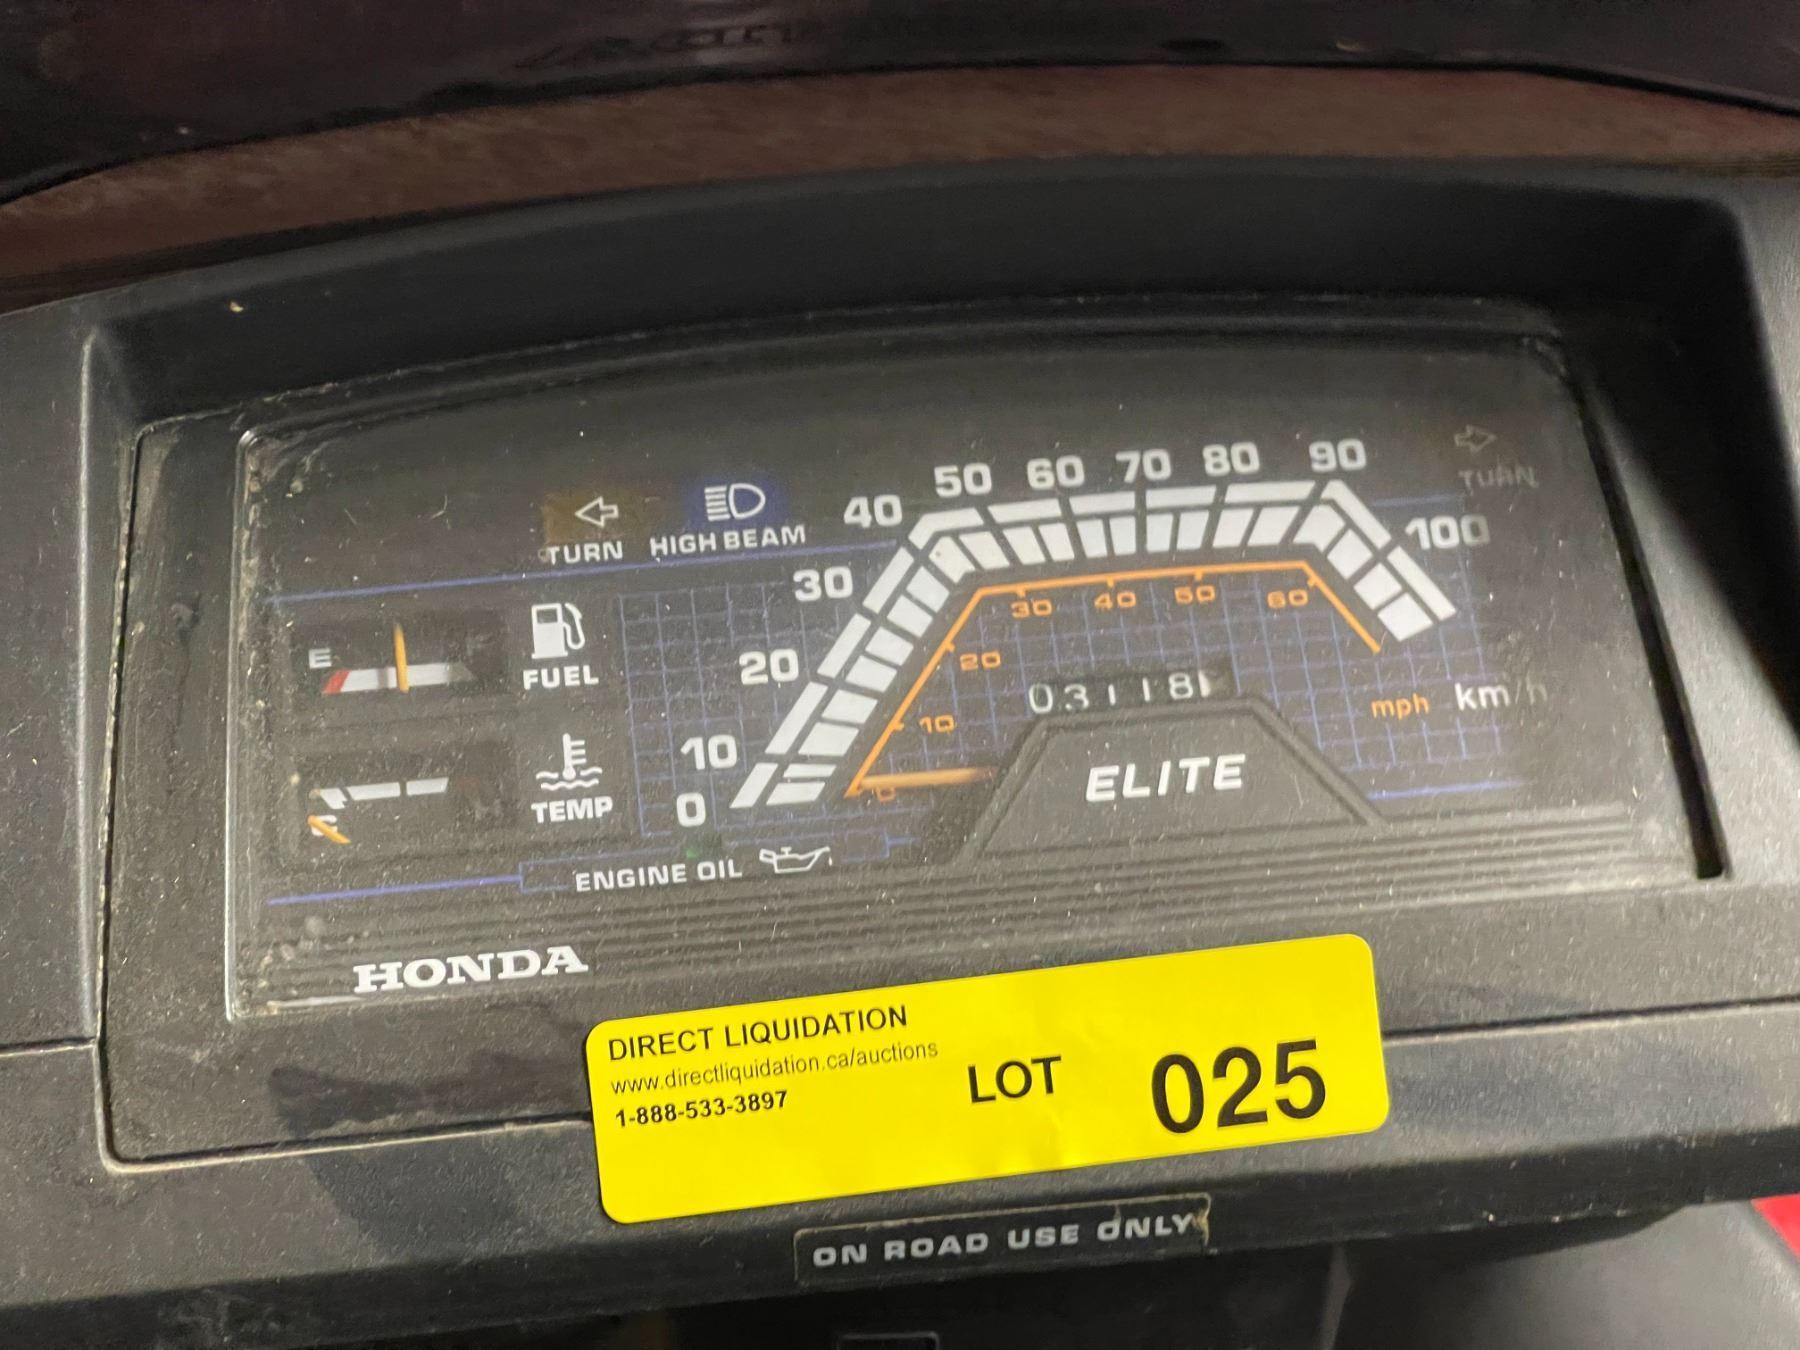 50 60 70 80 90
40 100
TURN HIGH BEAM
TURN
30
20
10
0
E
FUEL
C
TEMP
30 40 50 60
20
10
0
mph km/h
03118
ELITE
ENGINE OIL
HONDA
DIRECT LIQUIDATION
www.directliquidation.ca/auctions
1-888-533-3897
LOT 025
ON ROAD USE ONLY